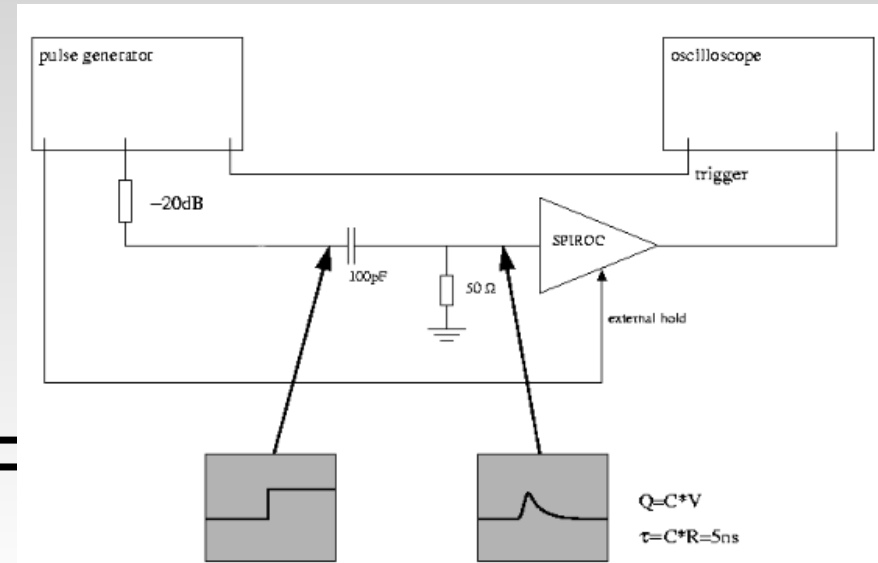 pulse generator
oscilloscope
trigger
−20dB
SPIROC
100pF
50 Ω
external hold
Q=C*V
τ=C*R=5ns